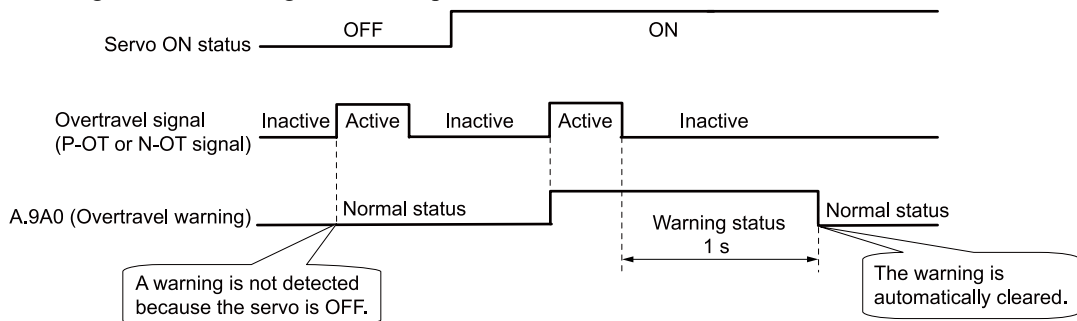 OFF
ON
Servo ON status
Overtravel signal
(P-OT or N-OT signal)
Inactive
Active
Inactive
Active
Inactive
A.9A0 (Overtravel warning)
Normal status
Warning status
1 s
Normal status
A warning is not detected
because the servo is OFF.
The warning is
automatically cleared.